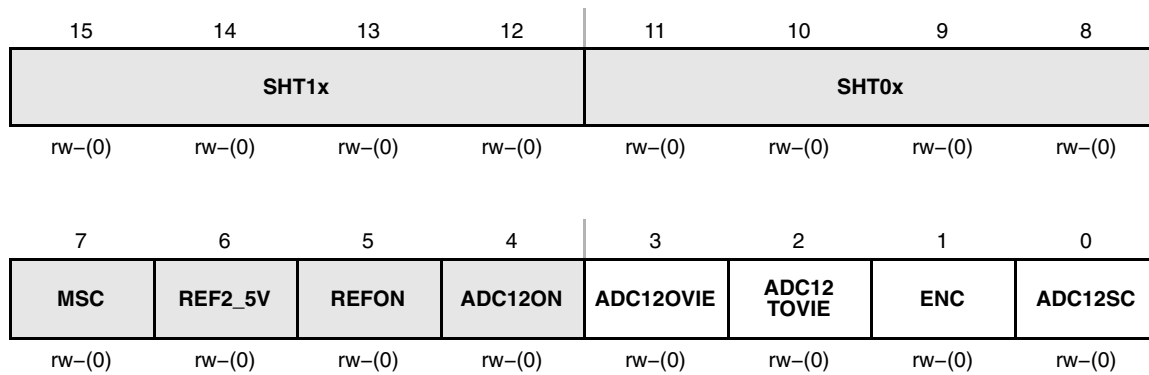 15 14 13 12 11 10 9 8
SHT1x SHT0x
rw−(0) rw−(0) rw−(0) rw−(0) rw−(0) rw−(0) rw−(0) rw−(0)
7 6 5 4 3 2 1 0
MSC REF2_5V REFON ADC12ON ADC12OVIE ADC12 TOVIE ENC ADC12SC
rw−(0) rw−(0) rw−(0) rw−(0) rw−(0) rw−(0) rw−(0) rw−(0)